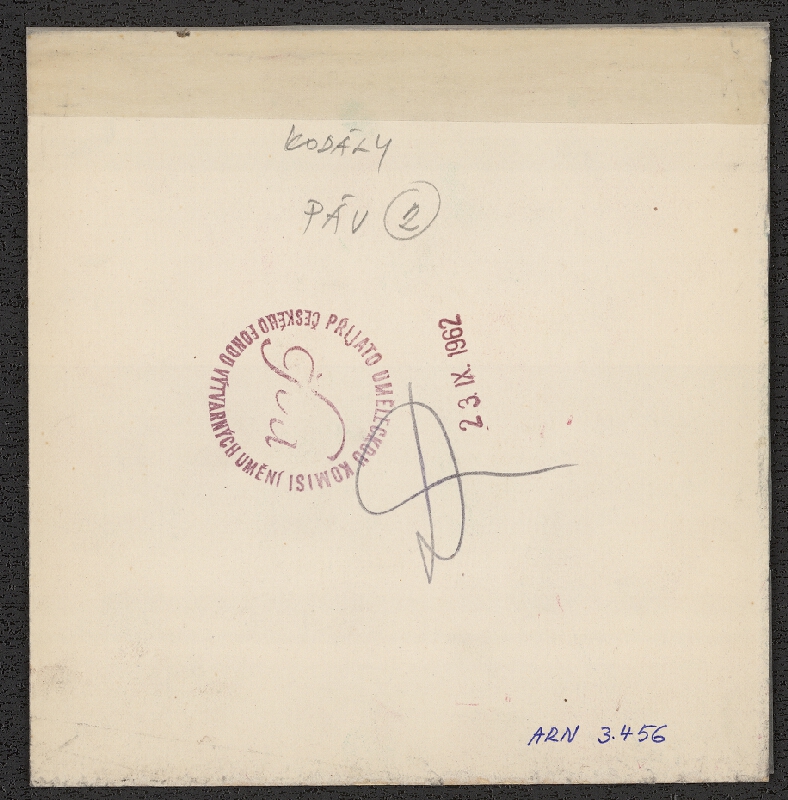 KODÁLY
PÁV 2
PŘIJATO UMĚLECKOU KOMISÍ ČESKÉHO FONDU VÝTVARNÝCH UMĚNÍ
23. IX. 1962
ARN 3.456